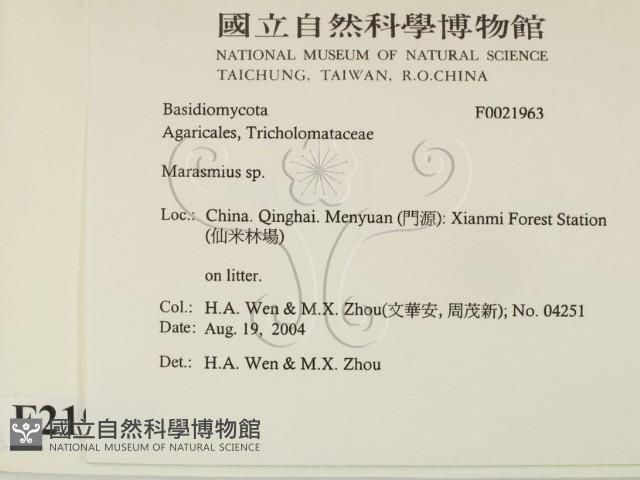 國立自然科學博物館
NATIONAL MUSEUM OF NATURAL SCIENCE
TAICHUNG, TAIWAN, R.O.CHINA
Basidiomycota F0021963
Agaricales, Tricholomataceae
Marasmius sp.
Loc.: China. Qinghai. Menyuan (門源): Xianmi Forest Station
(仙米林場)
on litter.
Col.: H.A. Wen & M.X. Zhou(文華安, 周茂新); No. 04251
Date: Aug. 19, 2004
Det.: H.A. Wen & M.X. Zhou
國立自然科學博物館
NATIONAL MUSEUM OF NATURAL SCIENCE